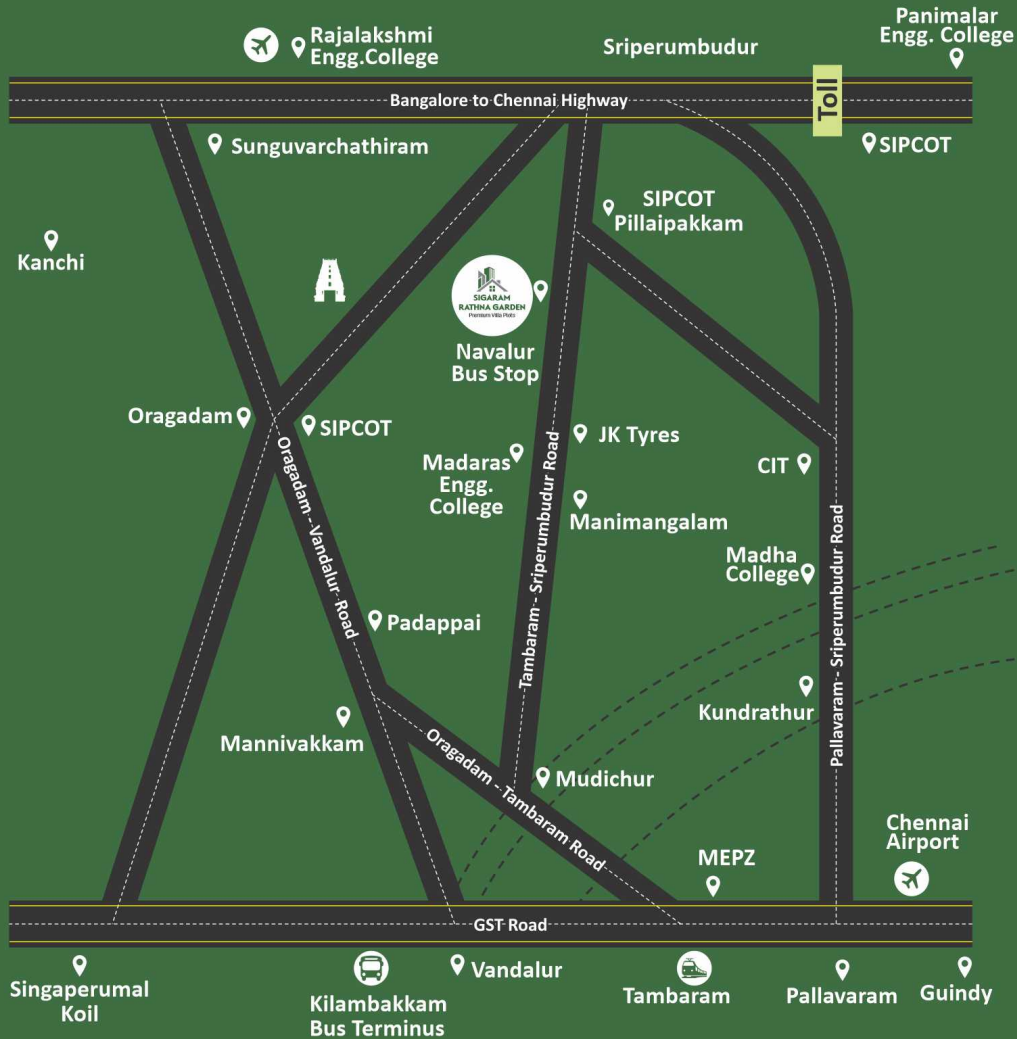 Rajalakshmi
Engg.College
Sriperumbudur
Panimalar
Engg. College
Bangalore to Chennai Highway
Toll
Sunguvarchathiram
SIPCOT
SIPCOT
Pillaipakkam
Kanchi
SIGARAM
RATHNA GARDEN
Premium Villa Plots
Navalur
Bus Stop
Oragadam
SIPCOT
JK Tyres
Madaras
Engg.
College
CIT
Manimangalam
Oragadam - Vandalur Road
Tambaram - Sriperumbudur Road
Pallavaram - Sriperumbudur Road
Madha
College
Padappai
Kundrathur
Mannivakkam
Oragadam - Tambaram Road
Mudichur
Chennai
Airport
MEPZ
GST Road
Singaperumal
Koil
Kilambakkam
Bus Terminus
Vandalur
Tambaram
Pallavaram
Guindy